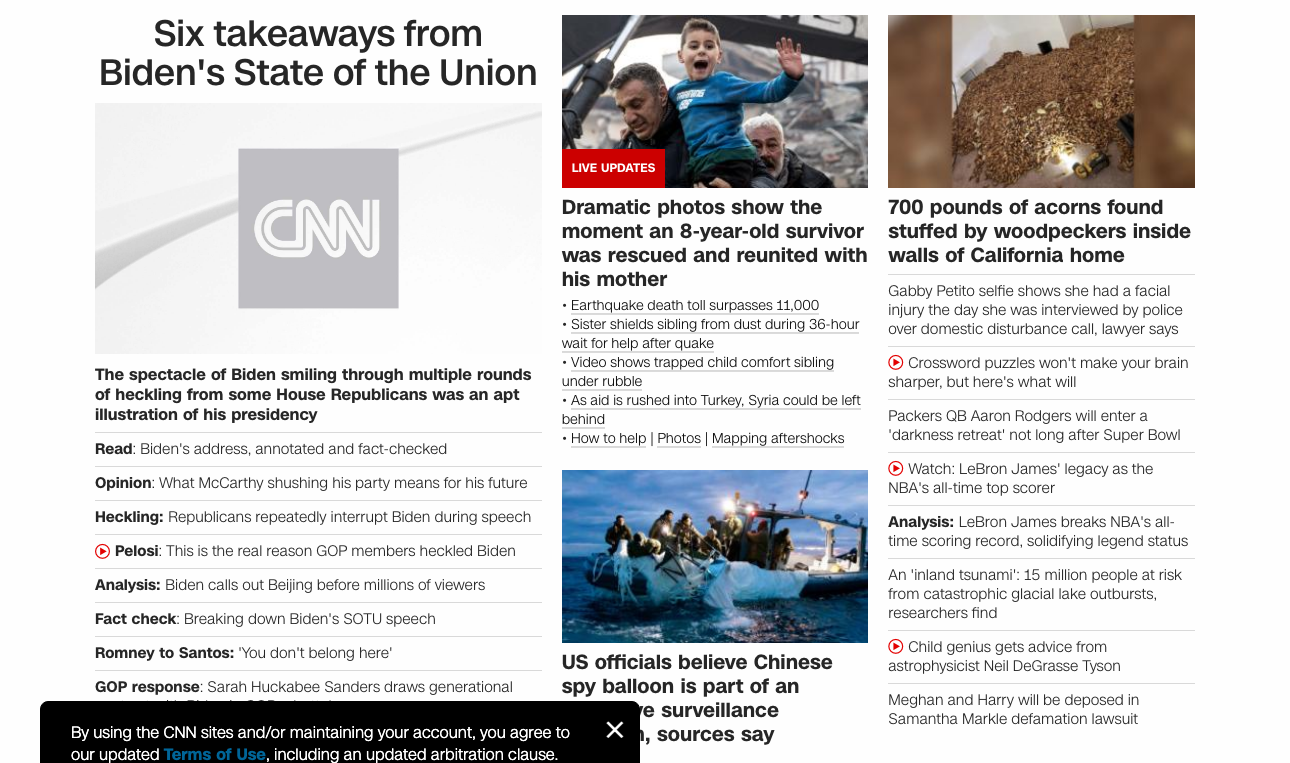 Six takeaways from
Biden's State of the Union
CNN
The spectacle of Biden smiling through multiple rounds
of heckling from some House Republicans was an apt
illustration of his presidency
Read: Biden's address, annotated and fact-checked
Opinion: What McCarthy shushing his party means for his future
Heckling: Republicans repeatedly interrupt Biden during speech
Pelosi: This is the real reason GOP members heckled Biden
Analysis: Biden calls out Beijing before millions of viewers
Fact check: Breaking down Biden's SOTU speech
Romney to Santos: 'You don't belong here'
GOP response: Sarah Huckabee Sanders draws generational
By using the CNN sites and/or maintaining your account, you agree to
our updated Terms of Use, including an updated arbitration clause.
LIVE UPDATES
Dramatic photos show the
moment an 8-year-old survivor
was rescued and reunited with
his mother
• Earthquake death toll surpasses 11,000
• Sister shields sibling from dust during 36-hour
wait for help after quake
• Video shows trapped child comfort sibling
under rubble
• As aid is rushed into Turkey, Syria could be left
behind
• How to help | Photos | Mapping aftershocks
US officials believe Chinese
spy balloon is part of an
surveillance
sources say
700 pounds of acorns found
stuffed by woodpeckers inside
walls of California home
Gabby Petito selfie shows she had a facial
injury the day she was interviewed by police
over domestic disturbance call, lawyer says
Crossword puzzles won't make your brain
sharper, but here's what will
Packers QB Aaron Rodgers will enter a
'darkness retreat' not long after Super Bowl
Watch: LeBron James' legacy as the
NBA's all-time top scorer
Analysis: LeBron James breaks NBA's all-
time scoring record, solidifying legend status
An 'inland tsunami': 15 million people at risk
from catastrophic glacial lake outbursts,
researchers find
Child genius gets advice from
astrophysicist Neil DeGrasse Tyson
Meghan and Harry will be deposed in
Samantha Markle defamation lawsuit